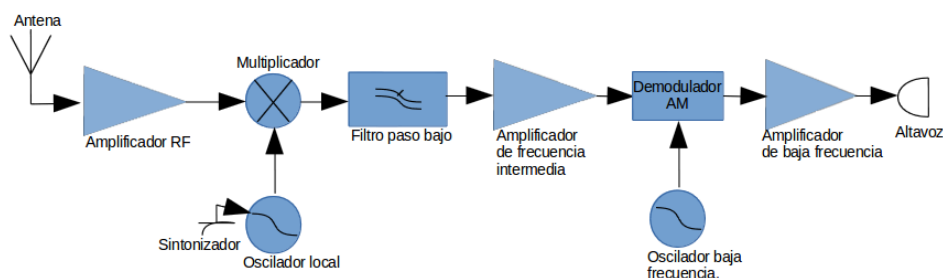 Antena
Amplificador RF
Multiplicador
Sintonizador
Oscilador local
Filtro paso bajo
Amplificador
de frecuencia
intermedia
Demodulador
AM
Oscilador baja
frecuencia.
Amplificador
de baja frecuencia
Altavoz